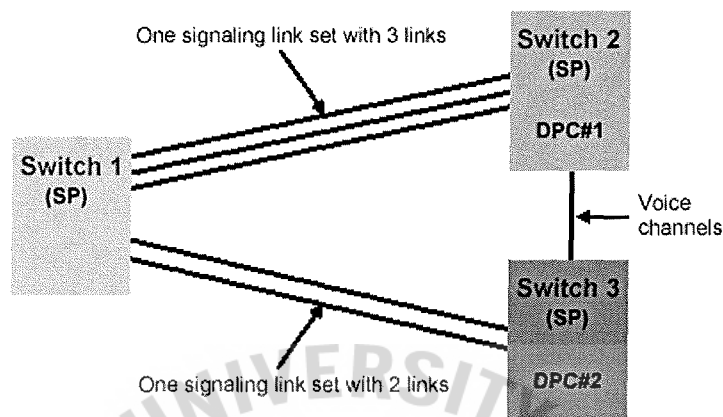 One signaling link set with 3 links
Switch 2
(SP)
DPC#1
Switch 1
(SP)
Voice
channels
Switch 3
(SP)
DPC#2
One signaling link set with 2 links
UNIVERSITY